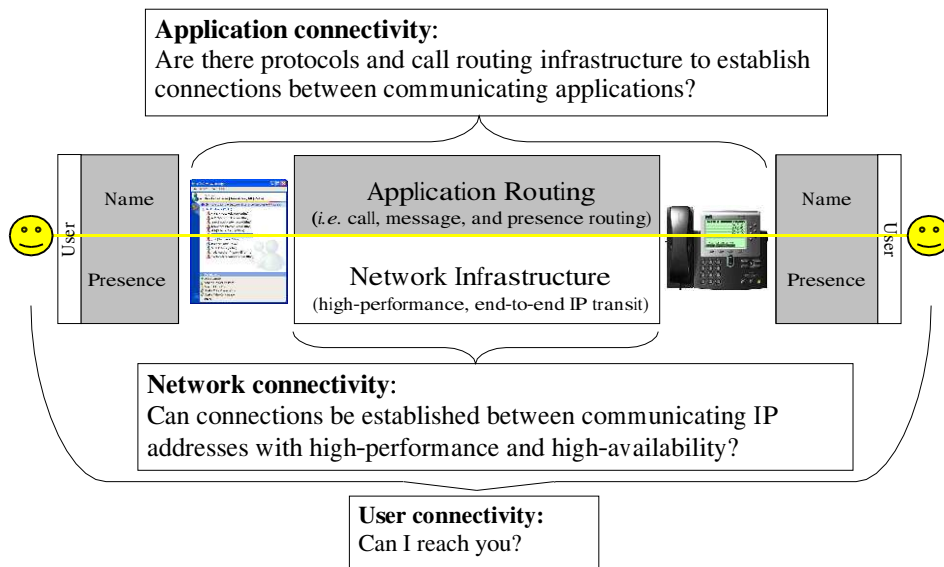 Application connectivity:
Are there protocols and call routing infrastructure to establish
connections between communicating applications?
User
Name
Presence
Application Routing
(i.e. call, message, and presence routing)
Network Infrastructure
(high-performance, end-to-end IP transit)
Name
Presence
User
Network connectivity:
Can connections be established between communicating IP
addresses with high-performance and high-availability?
User connectivity:
Can I reach you?